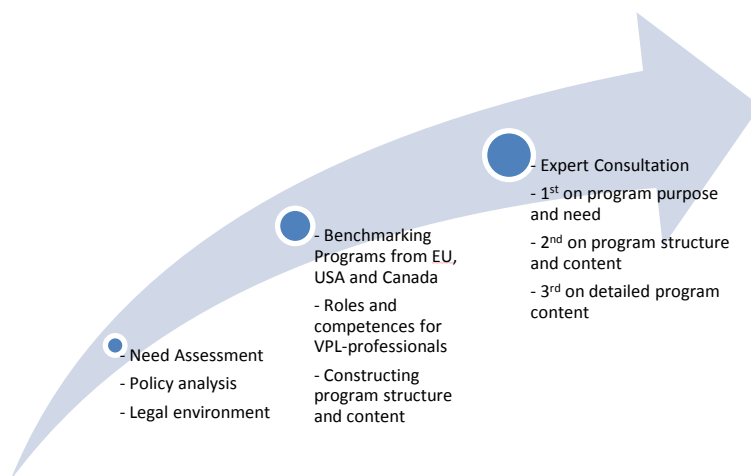 - Need Assessment
- Policy analysis
- Legal environment
- Benchmarking
Programs from EU,
USA and Canada
- Roles and
competences for
VPL-professionals
- Constructing
program structure
and content
- Expert Consultation
- 1st on program purpose
and need
- 2nd on program structure
and content
- 3rd on detailed program
content